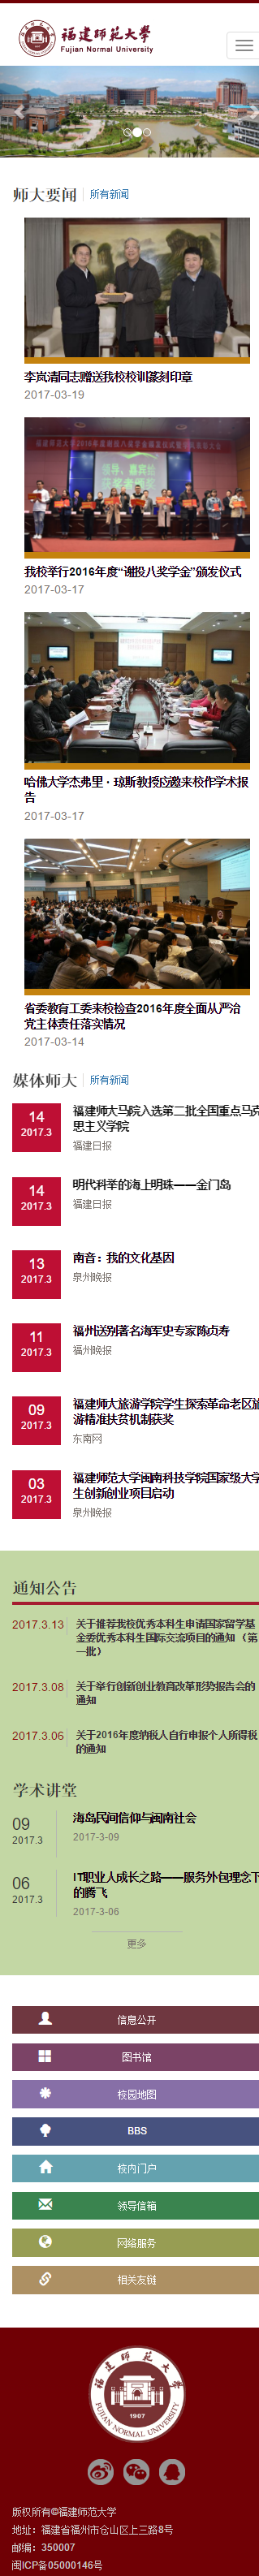 福建师范大学
Fujian Normal University
师大要闻 所有新闻
李岚清同志赠送我校校训篆刻印章
2017-03-19
我校举行2016年度“谢投八奖学金”颁发仪式
2017-03-17
哈佛大学杰弗里·琼斯教授应邀来校作学术报
告
2017-03-17
省委教育工委来校检查2016年度全面从严治
党主体责任落实情况
2017-03-14
媒体师大 所有新闻
14
2017.3
福建师大马院入选第二批全国重点马克
思主义学院
福建日报
14
2017.3
明代科举的海上明珠——金门岛
福建日报
13
2017.3
南音：我的文化基因
泉州晚报
11
2017.3
福州送别著名海军史专家陈贞寿
福州晚报
09
2017.3
福建师大旅游学院学生探索革命老区旅
游精准扶贫机制获奖
东南网
03
2017.3
福建师范大学闽南科技学院国家级大学
生创新创业项目启动
泉州晚报
通知公告
2017.3.13
关于推荐我校优秀本科生申请国家留学基
金委优秀本科生国际交流项目的通知（第
一批）
2017.3.08
关于举行创新创业教育改革形势报告会的
通知
2017.3.06
关于2016年度纳税人自行申报个人所得税
的通知
学术讲堂
09
2017.3
海岛民间信仰与闽南社会
2017-3-09
06
2017.3
IT职业人成长之路——服务外包理念下
的腾飞
2017-3-06
更多
信息公开
图书馆
校园地图
BBS
校内门户
领导信箱
网络服务
相关友链
福建师范大学
1907
FUJIAN NORMAL UNIVERSITY
版权所有©福建师范大学
地址：福建省福州市仓山区上三路8号
邮编：350007
闽ICP备05000146号